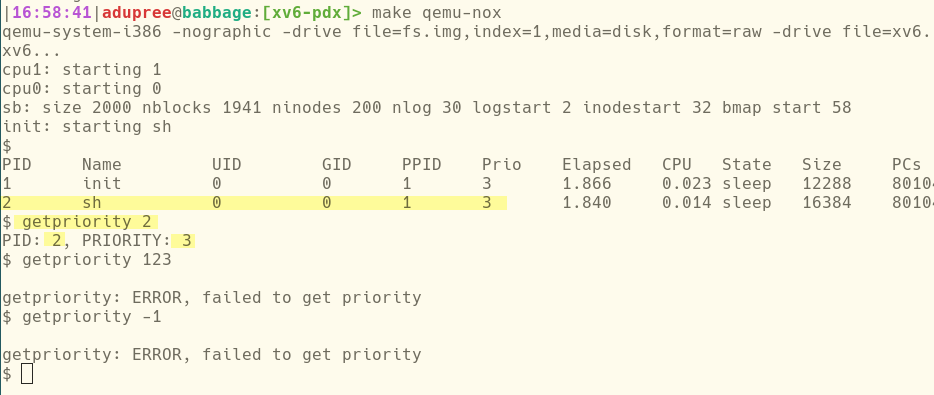 |16:58:41|adupree@babbage:[xv6-pdx]> make qemu-nox
qemu-system-i386 -nographic -drive file=fs.img,index=1,media=disk,format=raw -drive file=xv6.
xv6...
cpu1: starting 1
cpu0: starting 0
sb: size 2000 nblocks 1941 ninodes 200 nlog 30 logstart 2 inodestart 32 bmap start 58
init: starting sh
$
PID Name UID GID PPID Prio Elapsed CPU State Size PCs
1 init 0 0 1 3 1.866 0.023 sleep 12288 80104
2 sh 0 0 1 3 1.840 0.014 sleep 16384 80104
$ getpriority 2
PID: 2, PRIORITY: 3
$ getpriority 123
getpriority: ERROR, failed to get priority
$ getpriority -1
getpriority: ERROR, failed to get priority
$